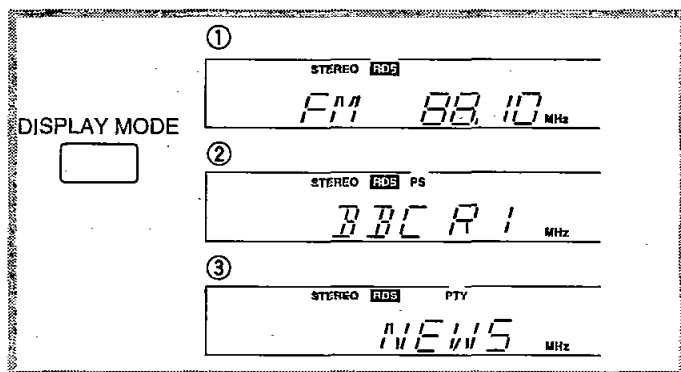 ①
STEREO RDS
FM 88.10 MHz
DISPLAY MODE
②
STEREO RDS PS
BBC R1 MHz
③
STEREO RDS PTY
NEWS MHz